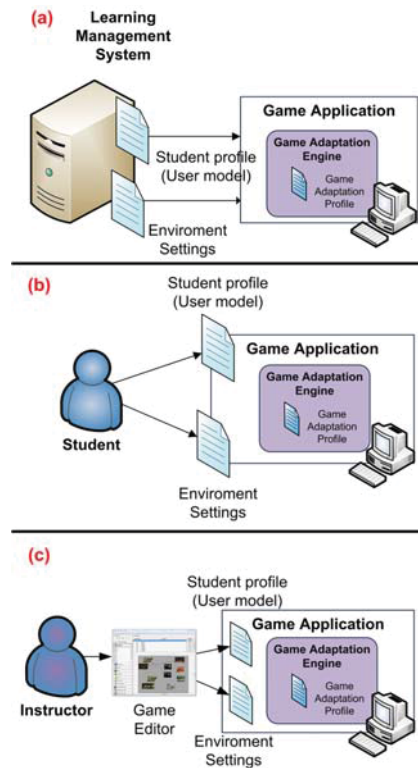 (a)
Learning
Management
System
Game Application
Game Adaptation
Engine
Game
Adaptation
Profile
Student profile
(User model)
Enviroment
Settings
(b)
Student profile
(User model)
Game Application
Game Adaptation
Engine
Game
Adaptation
Profile
Student
Enviroment
Settings
(c)
Student profile
(User model)
Game Application
Game Adaptation
Engine
Game
Adaptation
Profile
Instructor
Game
Editor
Enviroment
Settings